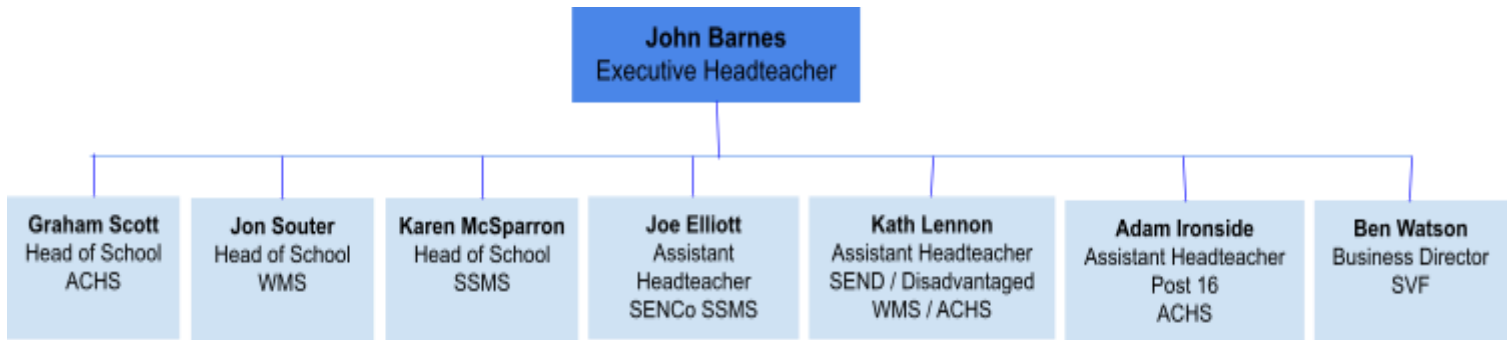 John Barnes
Executive Headteacher
Graham Scott
Head of School
ACHS
Jon Souter
Head of School
WMS
Karen McSparron
Head of School
SSMS
Joe Elliott
Assistant
Headteacher
SENCo SSMS
Kath Lennon
Assistant Headteacher
SEND / Disadvantaged
WMS / ACHS
Adam Ironside
Assistant Headteacher
Post 16
ACHS
Ben Watson
Business Director
SVF